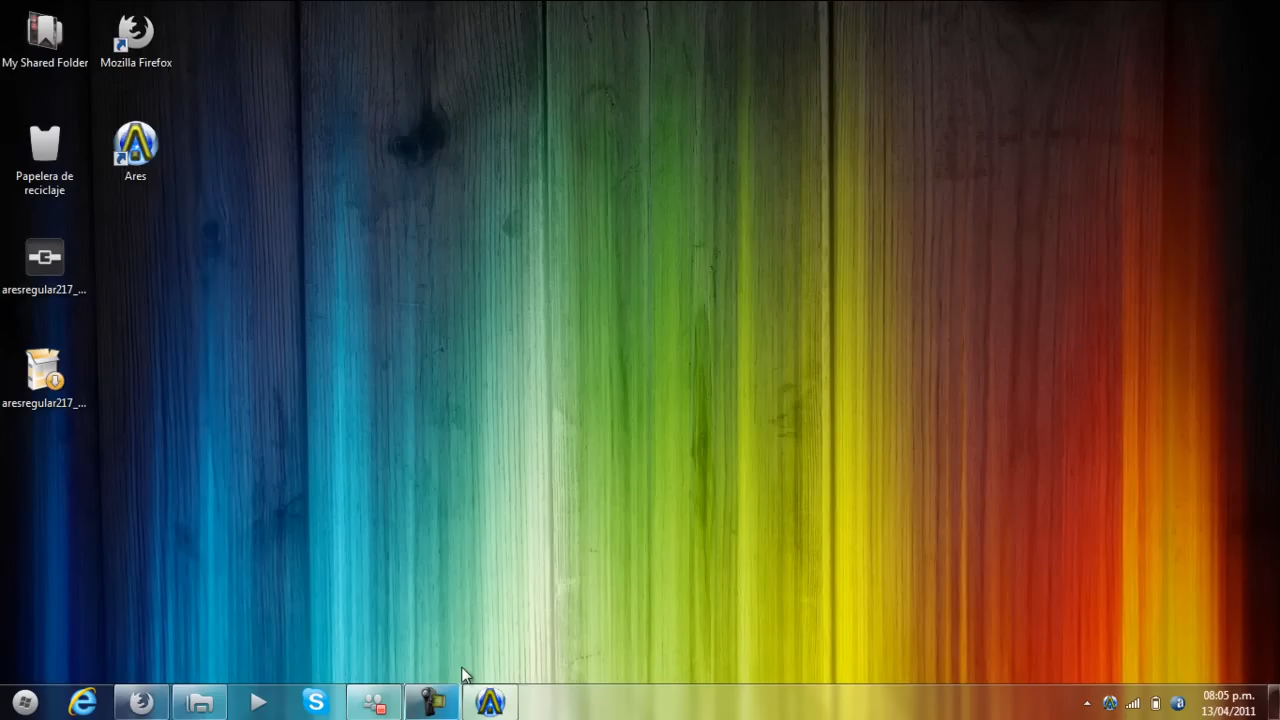 My Shared Folder
Mozilla Firefox
Papelera de
reciclaje
Ares
aresregular217_...
aresregular217_...
08:05 p.m.
13/04/2011